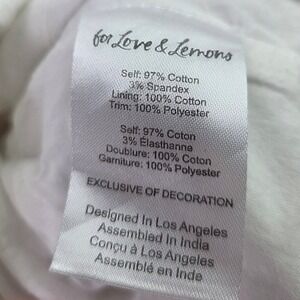 for Love & Lemons
Self: 97% Cotton
3% Spandex
Lining: 100% Cotton
Trim: 100% Polyester
Self: 97% Coton
3% Élasthanne
Doublure: 100% Coton
Garniture: 100% Polyester
EXCLUSIVE OF DECORATION
Designed In Los Angeles
Assembled In India
Conçu à Los Angeles
Assemblé en Inde